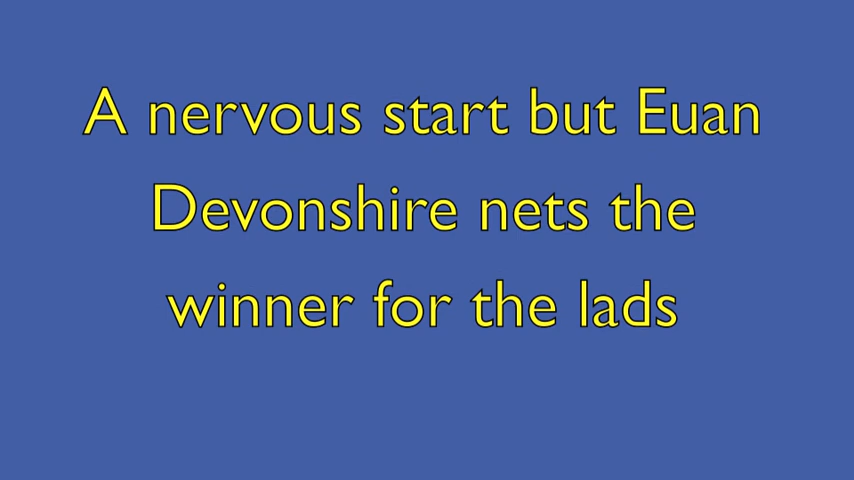 A nervous start but Euan
Devonshire nets the
winner for the lads